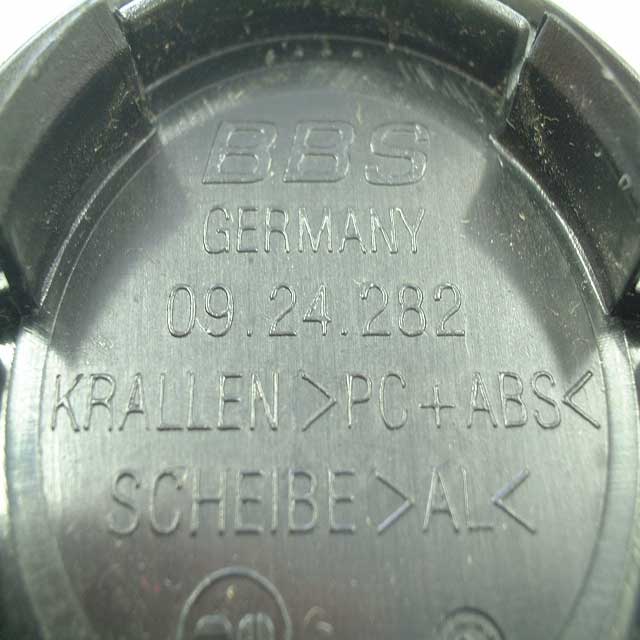 BBS
GERMANY
09.24.282
KRALLEN >PC+ABS<
SCHEIBE >AL<